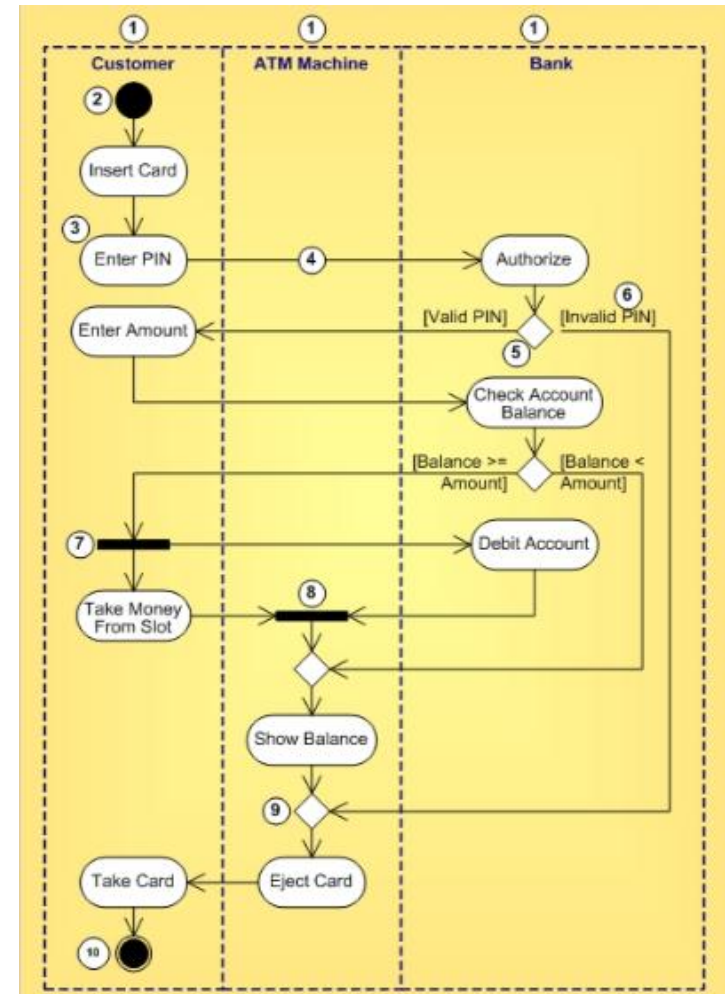 1 1 1
Customer ATM Machine Bank
2
Insert Card
3
Enter PIN 4 Authorize
6
Enter Amount [Valid PIN] [Invalid PIN]
5
Check Account
Balance
[Balance >= [Balance <
Amount] Amount]
7 Debit Account
8
Take Money
From Slot
Show Balance
9
Take Card Eject Card
10